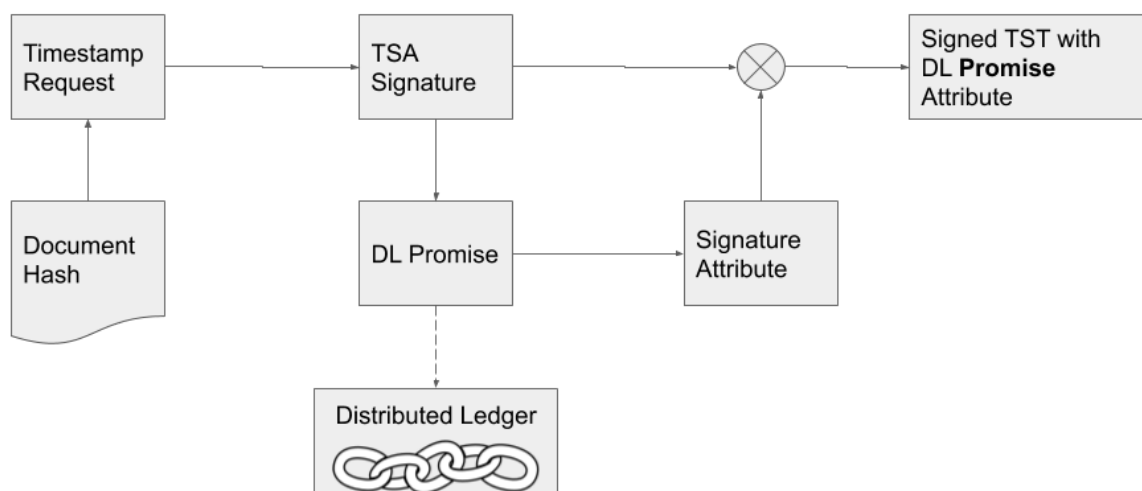 Timestamp
Request
TSA
Signature
Signed TST with
DL Promise
Attribute
Document
Hash
DL Promise
Signature
Attribute
Distributed Ledger